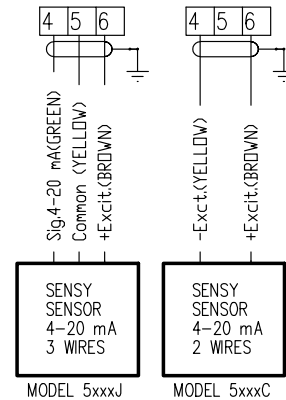 4 5 6
4 5 6
Sig.4-20 mA(GREEN)
Common (YELLOW)
+Excit.(BROWN)
-Exct.(YELLOW)
+Excit.(BROWN)
SENSY
SENSOR
4-20 mA
3 WIRES
SENSY
SENSOR
4-20 mA
2 WIRES
MODEL 5xxxJ
MODEL 5xxxC